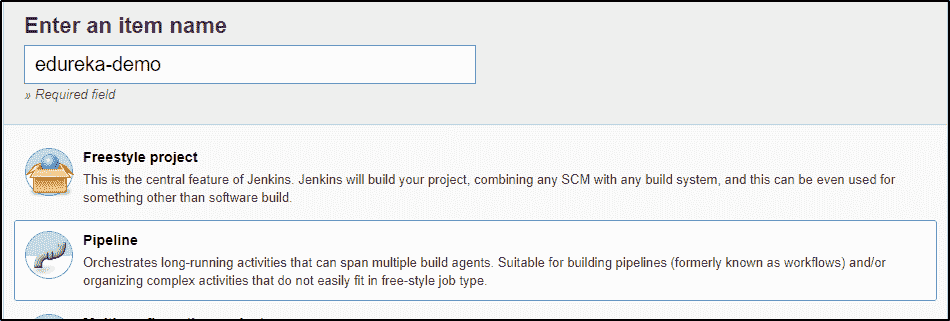 Enter an item name
edureka-demo
» Required field
Freestyle project
This is the central feature of Jenkins. Jenkins will build your project, combining any SCM with any build system, and this can be even used for
something other than software build.
Pipeline
Orchestrates long-running activities that can span multiple build agents. Suitable for building pipelines (formerly known as workflows) and/or
organizing complex activities that do not easily fit in free-style job type.